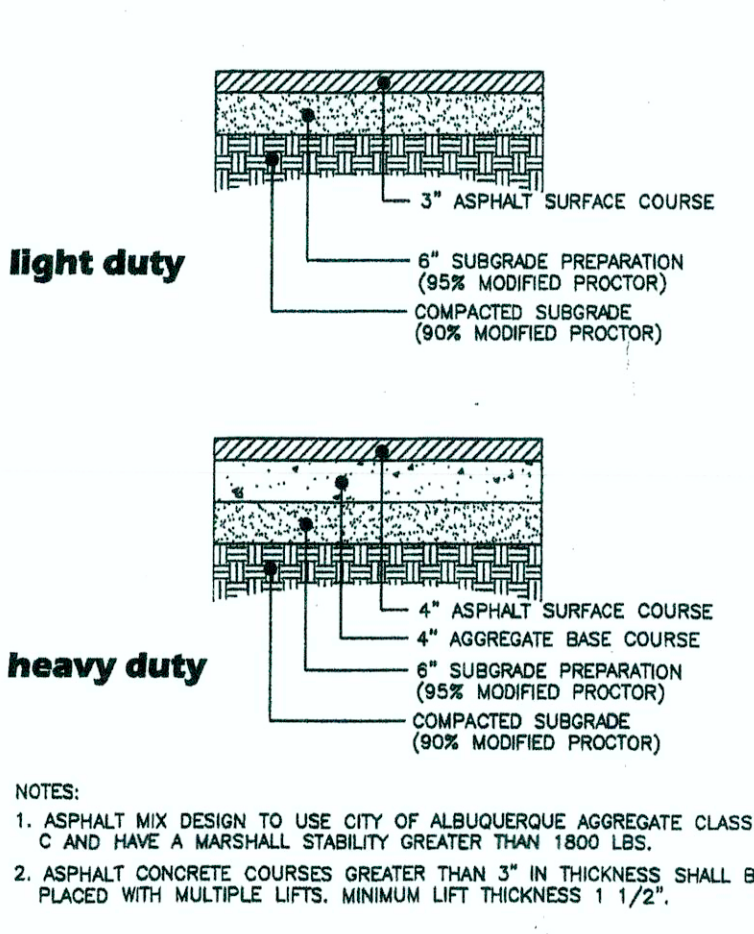 3" ASPHALT SURFACE COURSE
light duty
6" SUBGRADE PREPARATION
(95% MODIFIED PROCTOR)
COMPACTED SUBGRADE
(90% MODIFIED PROCTOR)
4" ASPHALT SURFACE COURSE
4" AGGREGATE BASE COURSE
heavy duty
6" SUBGRADE PREPARATION
(95% MODIFIED PROCTOR)
COMPACTED SUBGRADE
(90% MODIFIED PROCTOR)
NOTES:
1. ASPHALT MIX DESIGN TO USE CITY OF ALBUQUERQUE AGGREGATE CLASS
C AND HAVE A MARSHALL STABILITY GREATER THAN 1800 LBS.
2. ASPHALT CONCRETE COURSES GREATER THAN 3" IN THICKNESS SHALL
PLACED WITH MULTIPLE LIFTS. MINIMUM LIFT THICKNESS 1 1/2".